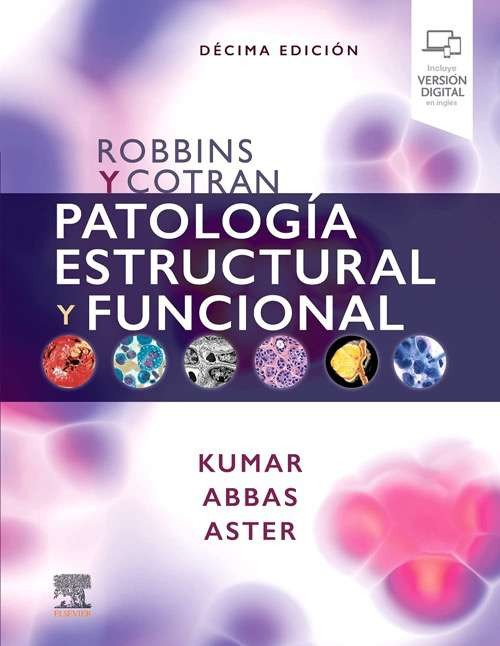 DÉCIMA EDICIÓN
Incluye
VERSIÓN
DIGITAL
en inglés
ROBBINS
Y COTRAN
PATOLOGÍA
ESTRUCTURAL
Y FUNCIONAL
KUMAR
ABBAS
ASTER
ELSEVIER